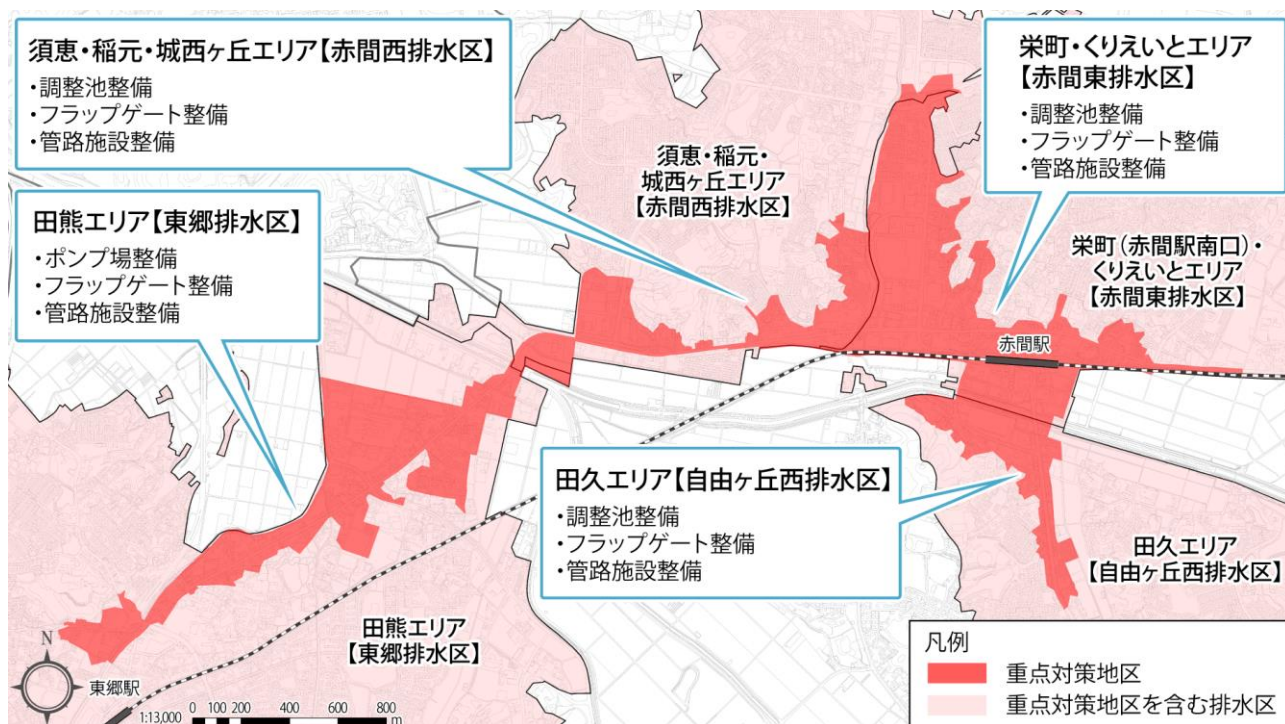 須恵・稲元・城西ヶ丘エリア【赤間西排水区】
・調整池整備
・フラップゲート整備
・管路施設整備
栄町・くりえいとエリア
【赤間東排水区】
・調整池整備
・フラップゲート整備
・管路施設整備
須恵・稲元・
城西ヶ丘エリア
【赤間西排水区】
田熊エリア【東郷排水区】
・ポンプ場整備
・フラップゲート整備
・管路施設整備
栄町(赤間駅南口)・
くりえいとエリア
【赤間東排水区】
赤間駅
田久エリア【自由ヶ丘西排水区】
・調整池整備
・フラップゲート整備
・管路施設整備
田久エリア
【自由ヶ丘西排水区】
田熊エリア
【東郷排水区】
N
東郷駅
1:13,000
0 100 200 400 600 800
m
凡例
重点対策地区
重点対策地区を含む排水区